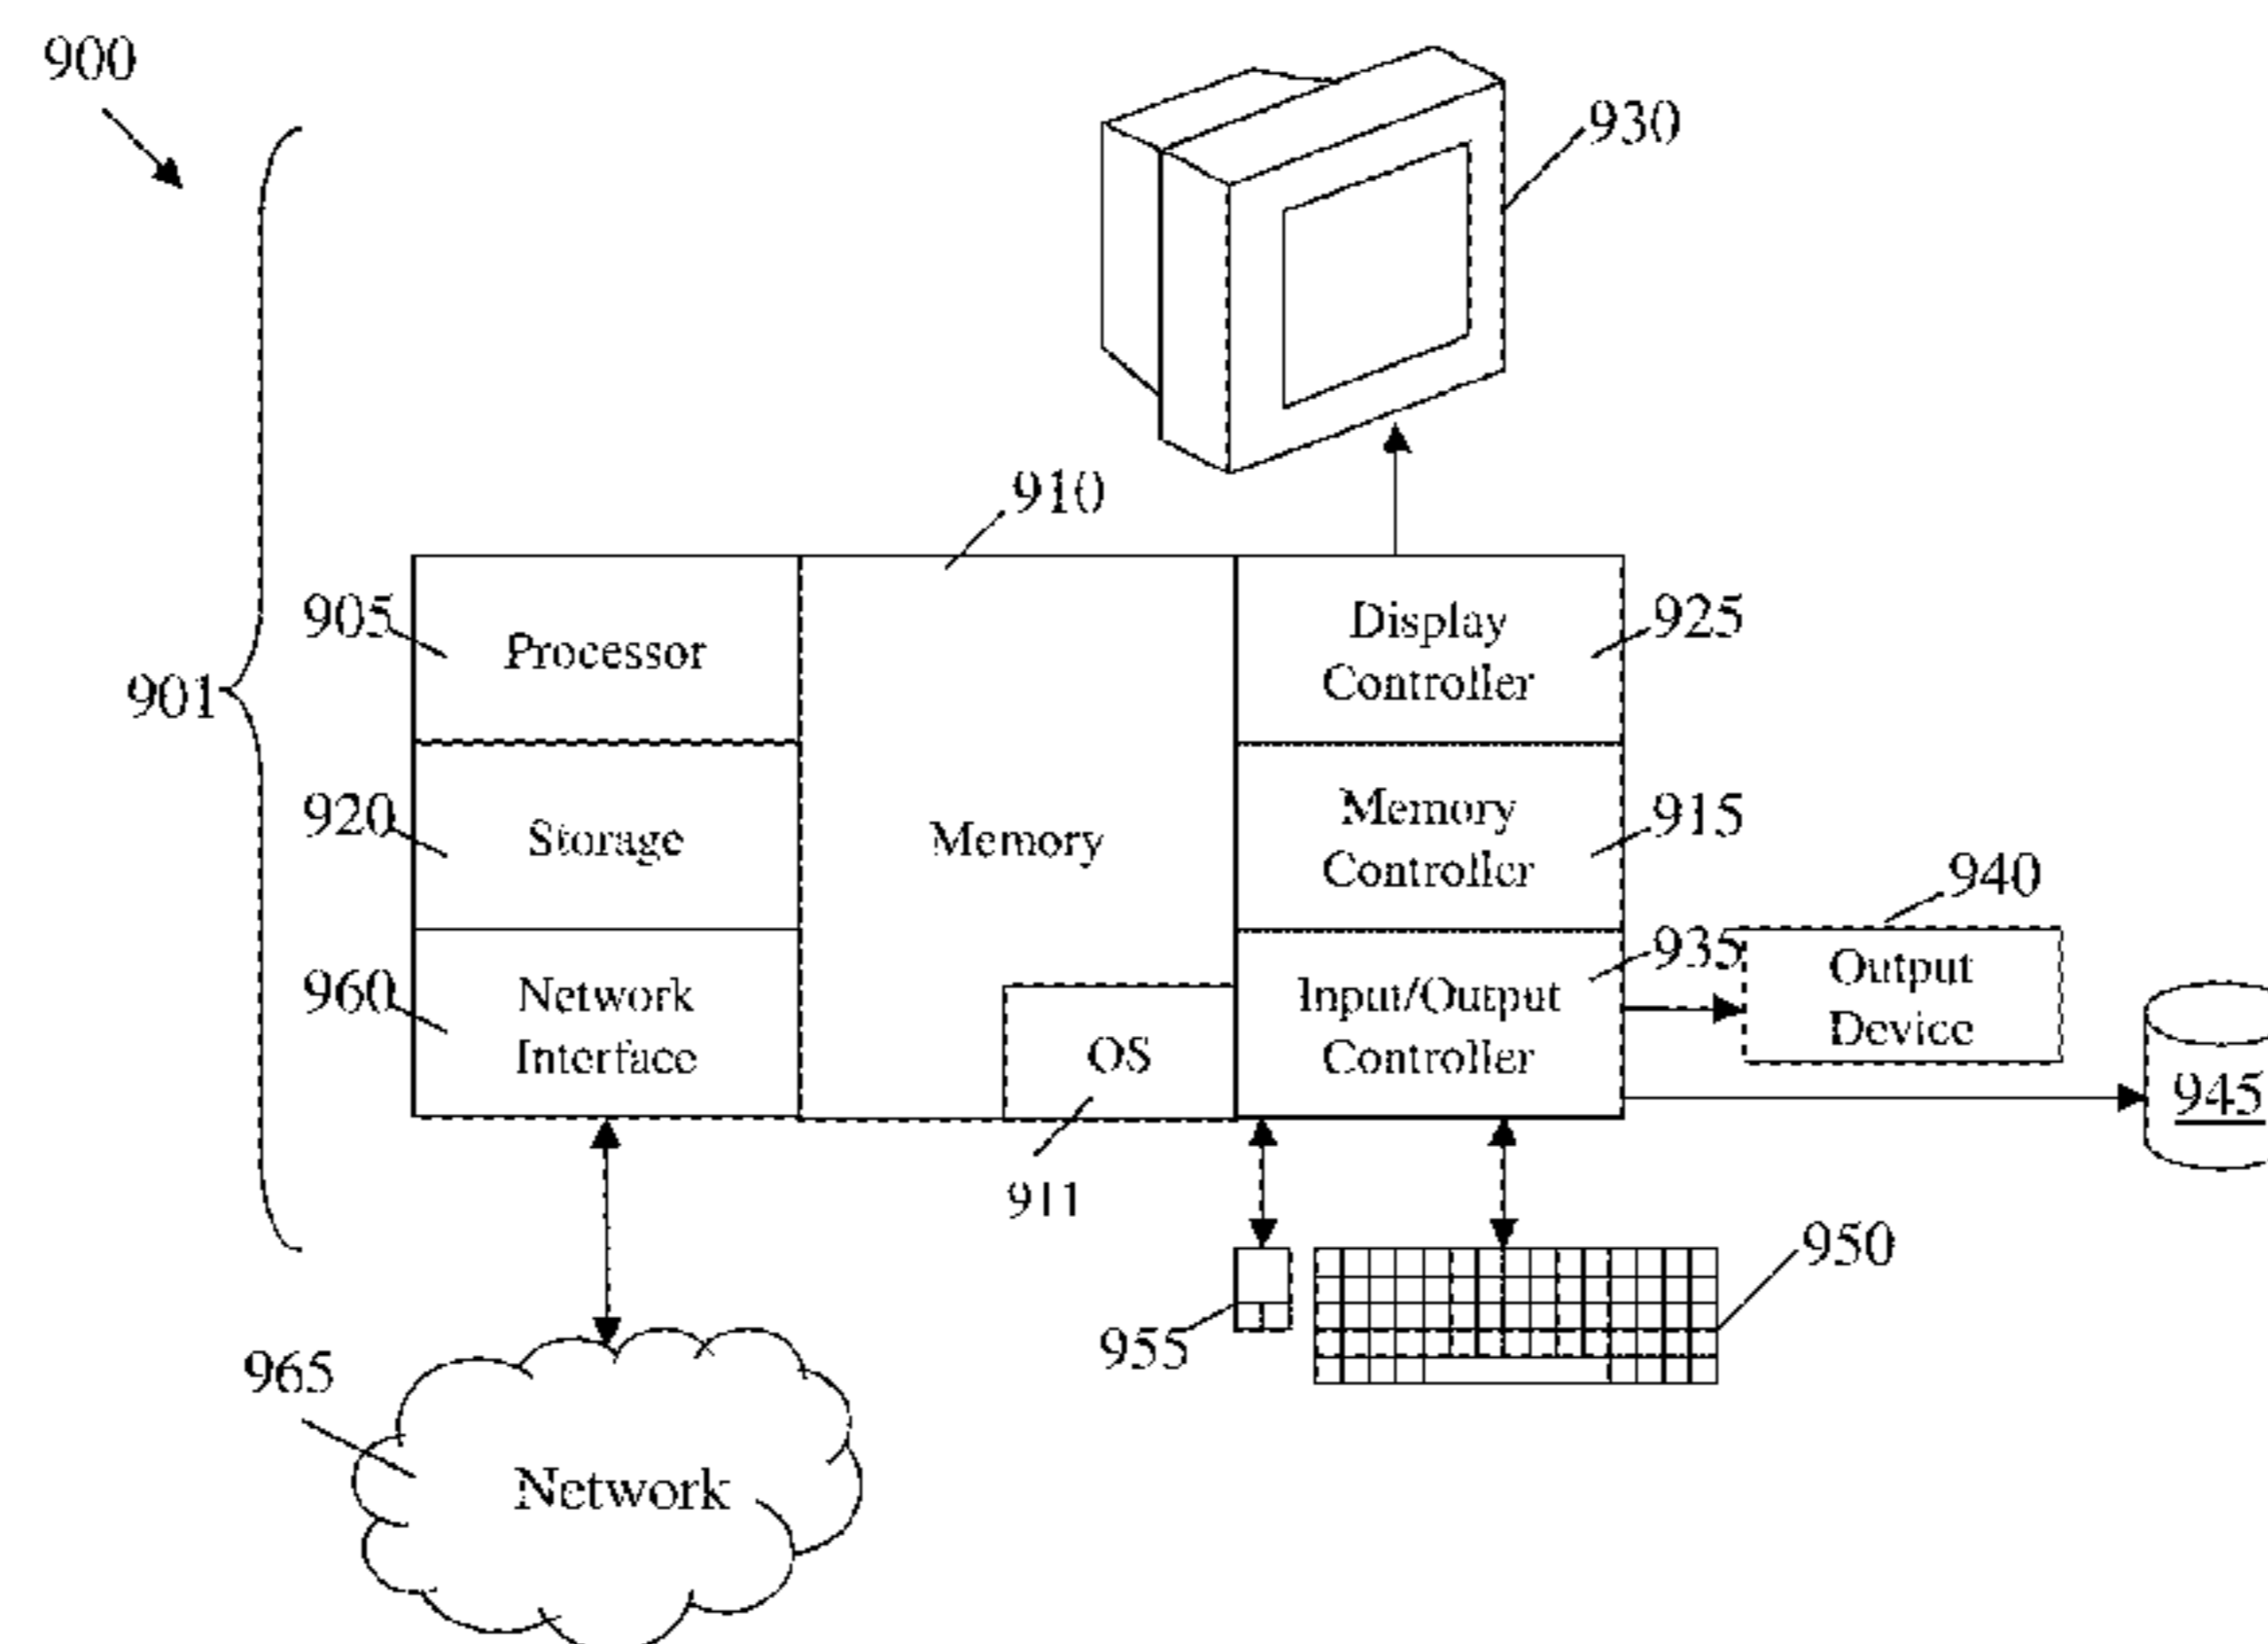 900
930
910
905
Processor
Display
Controller
925
901
920
Storage
Memory
Memory
Controller
915
940
960
Network
Interface
OS
Input/Output
Controller
935
Output
Device
945
911
955
950
965
Network